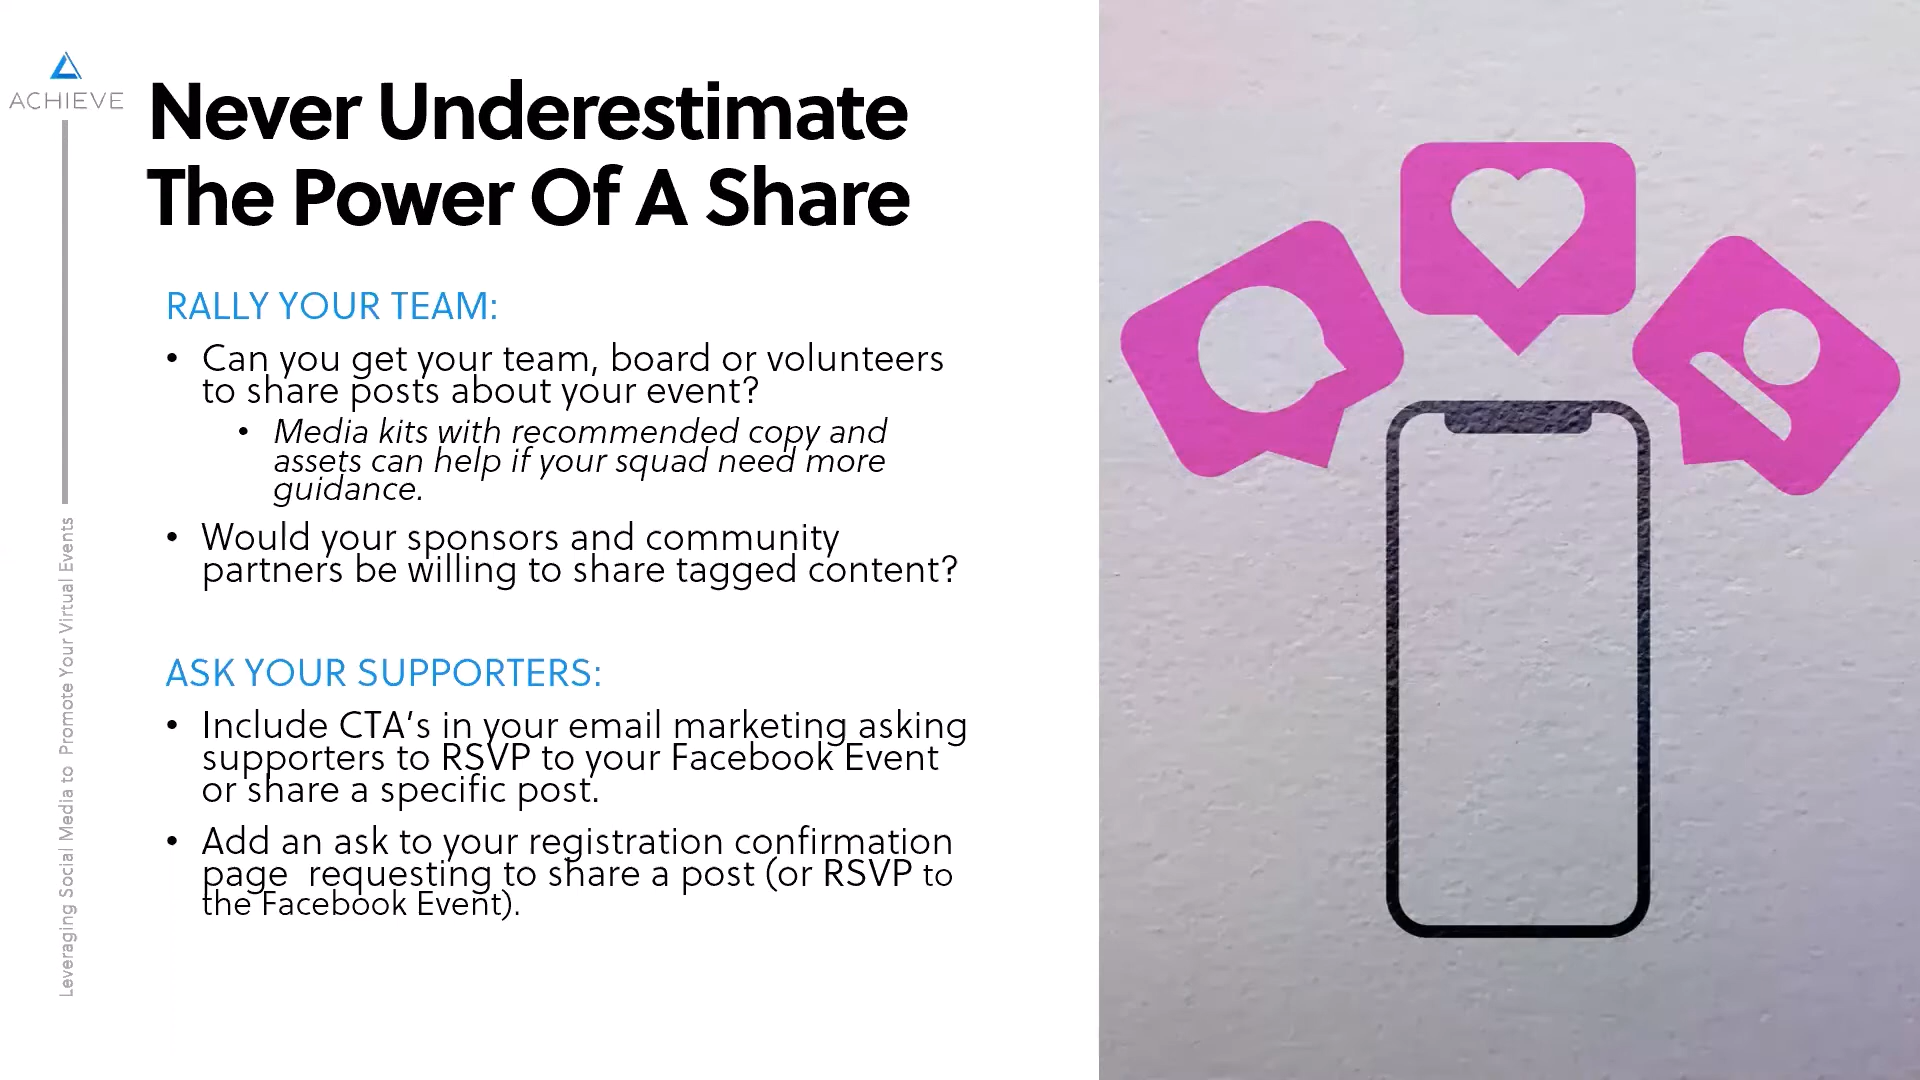 ACHIEVE
Never Underestimate
The Power Of A Share
RALLY YOUR TEAM:
• Can you get your team, board or volunteers
to share posts about your event?
• Media kits with recommended copy and
assets can help if your squad need more
guidance.
• Would your sponsors and community
partners be willing to share tagged content?
ASK YOUR SUPPORTERS:
• Include CTA's in your email marketing asking
supporters to RSVP to your Facebook Event
or share a specific post.
• Add an ask to your registration confirmation
page  requesting to share a post (or RSVP to
the Facebook Event).
Leveraging Social Media to  Promote Your Virtual Events